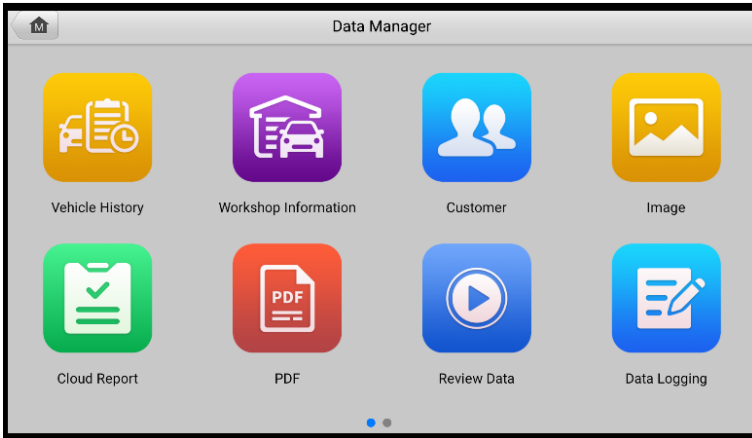 M
Data Manager
Vehicle History
Workshop Information
Customer
Image
PDF
Cloud Report
PDF
Review Data
Data Logging